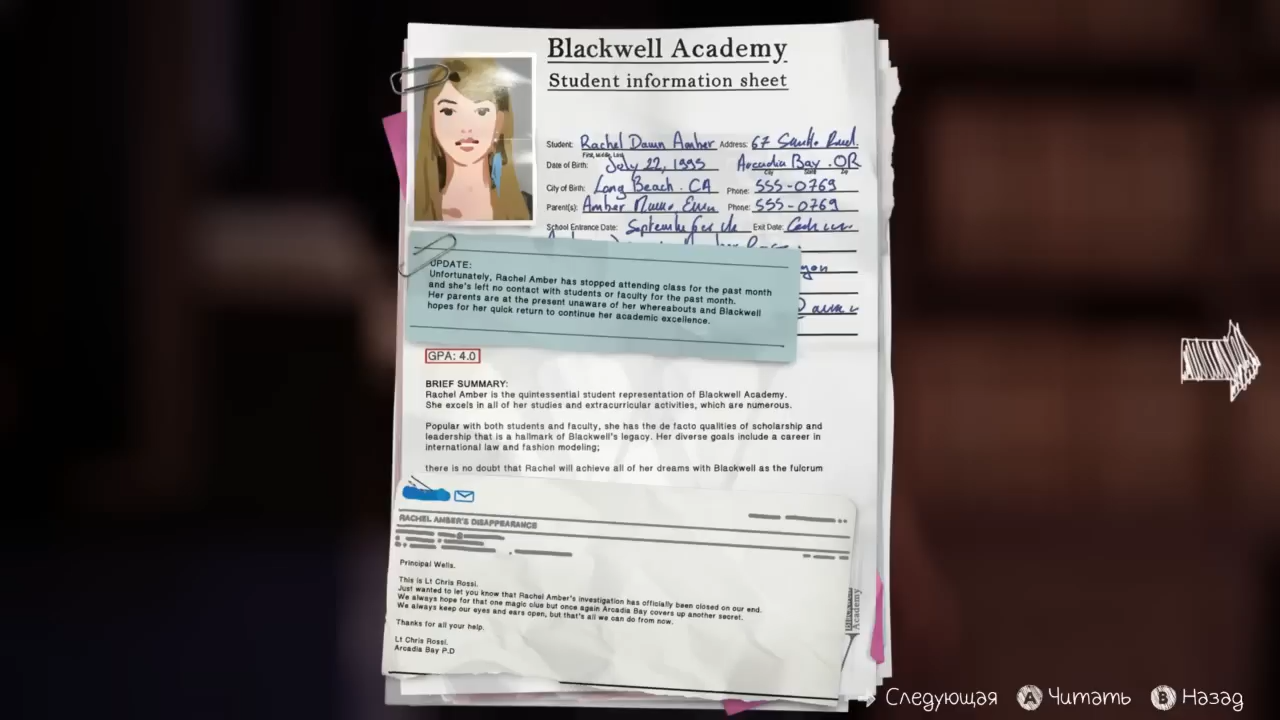 Blackwell Academy
Student information sheet
Student: Rachel Dawn Amber Address: 67
First, Middle, Last
Date of Birth: July 22, 1995 Arcadia Bay . OR
City State Zip
City of Birth: Long Beach . CA Phone: 555-0769
Parent(s): Amber Phone: 555-0769
School Entrance Date: September Exit Date:
UPDATE:
Unfortunately, Rachel Amber has stopped attending class for the past month
and she's left no contact with students or faculty for the past month.
Her parents are at the present unaware of her whereabouts and Blackwell
hopes for her quick return to continue her academic excellence.
GPA: 4.0
BRIEF SUMMARY:
Rachel Amber is the quintessential student representation of Blackwell Academy.
She excels in all of her studies and extracurricular activities, which are numerous.
Popular with both students and faculty, she has the de facto qualities of scholarship and
leadership that is a hallmark of Blackwell's legacy. Her diverse goals include a career in
international law and fashion modeling;
there is no doubt that Rachel will achieve all of her dreams with Blackwell as the fulcrum
RACHEL AMBER'S DISAPPEARANCE
Principal Wells.
This is Lt Chris Rossi.
Just wanted to let you know that Rachel Amber's investigation has officially been closed on our end.
We always hope for that one magic clue but once again Arcadia Bay covers up another secret.
We always keep our eyes and ears open, but that's all we can do from now.
Thanks for all your help.
Lt Chris Rossi.
Arcadia Bay P.D
Academy
Следующая A Читать B Назад